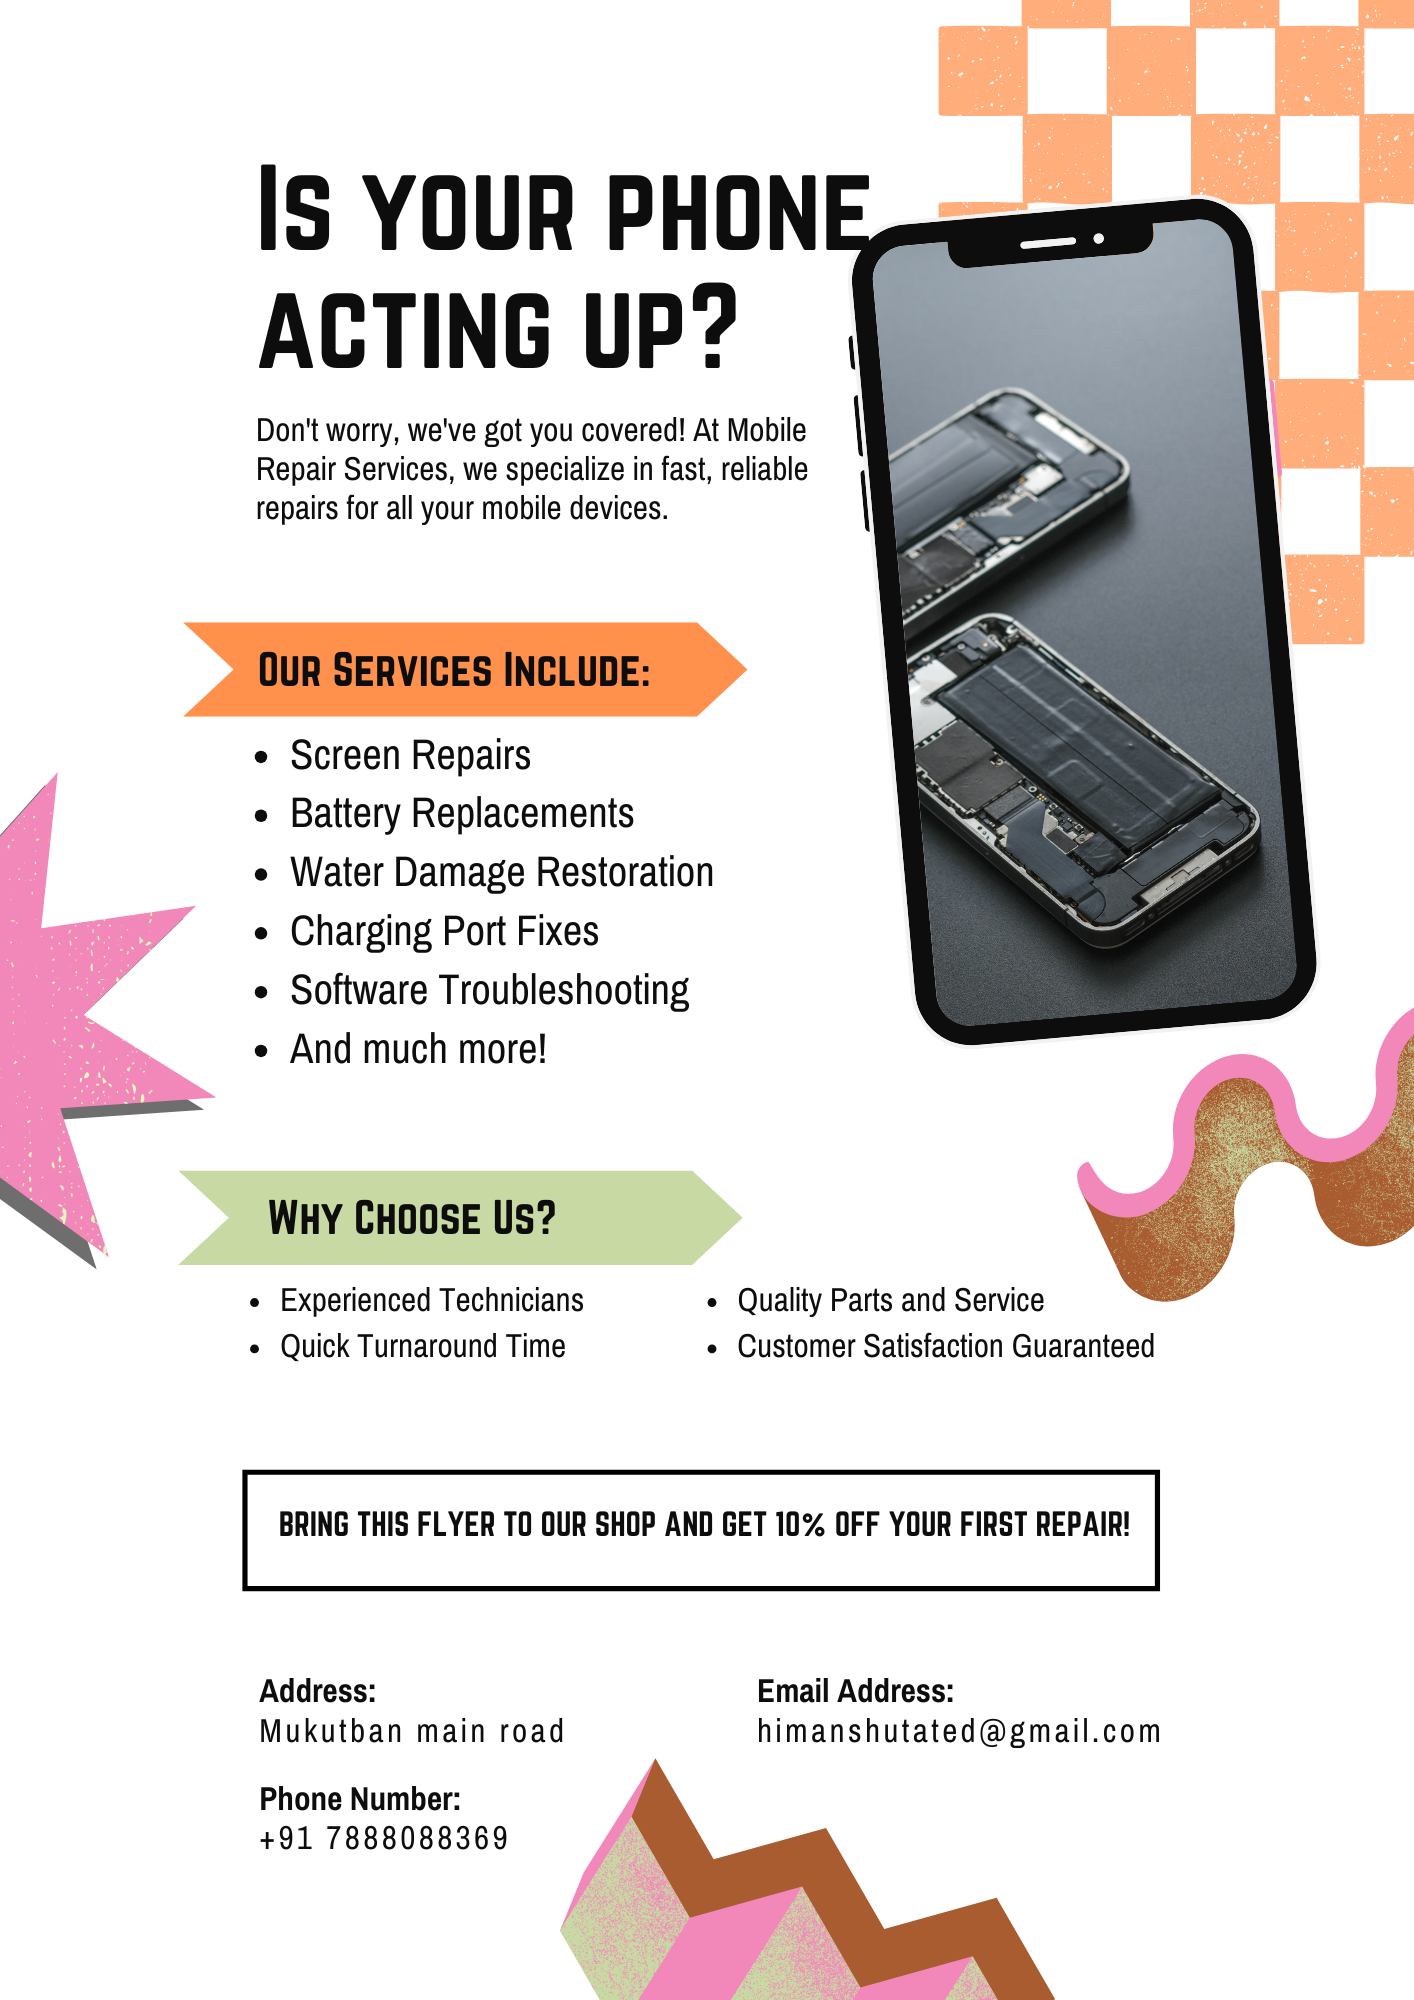 Is your phone
acting up?
Don't worry, we've got you covered! At Mobile
Repair Services, we specialize in fast, reliable
repairs for all your mobile devices.
Our Services Include:
• Screen Repairs
• Battery Replacements
• Water Damage Restoration
• Charging Port Fixes
• Software Troubleshooting
• And much more!
Why Choose Us?
• Experienced Technicians
• Quick Turnaround Time
• Quality Parts and Service
• Customer Satisfaction Guaranteed
BRING THIS FLYER TO OUR SHOP AND GET 10% OFF YOUR FIRST REPAIR!
Address:
Mukutban main road
Phone Number:
+91 7888088369
Email Address:
himanshutated@gmail.com